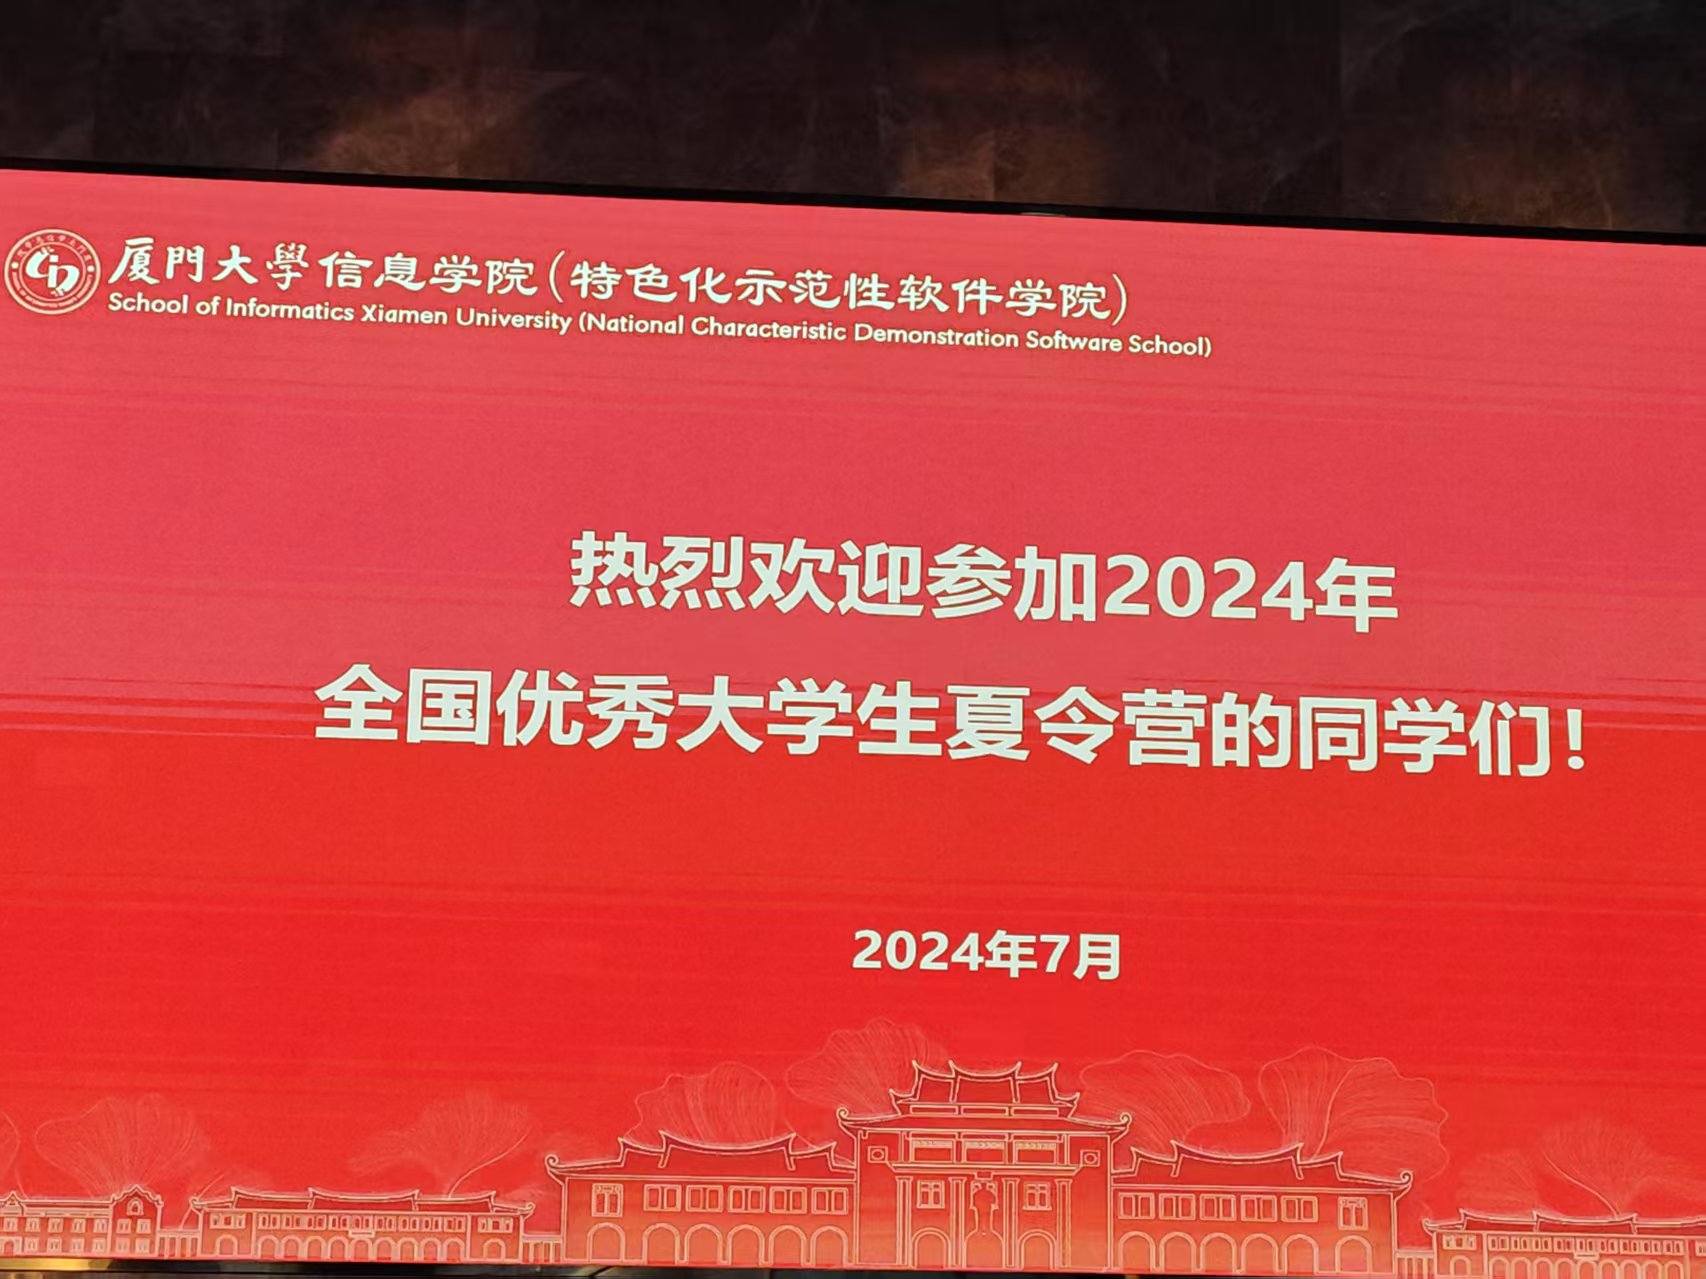 厦門大學信息学院(特色化示范性软件学院)
School of Informatics Xiamen University (National Characteristic Demonstration Software School)
热烈欢迎参加2024年
全国优秀大学生夏令营的同学们！
2024年7月